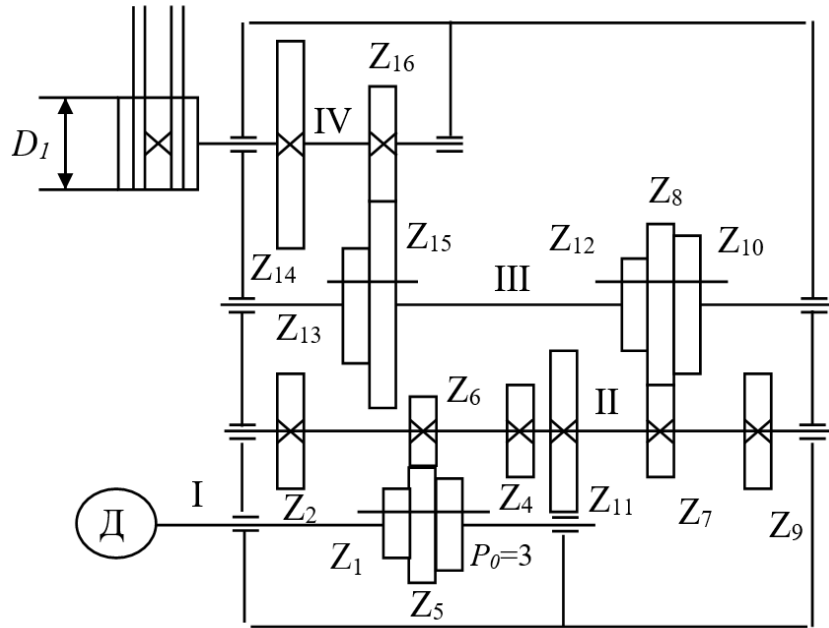 Z₁₆
IV
D₁
Z₈
Z₁₅
Z₁₂
Z₁₀
Z₁₄
III
Z₁₃
Z₆
II
I
Z₂
Z₄
Z₁₁
Z₇
Д
Z₉
Z₁
P₀=3
Z₅